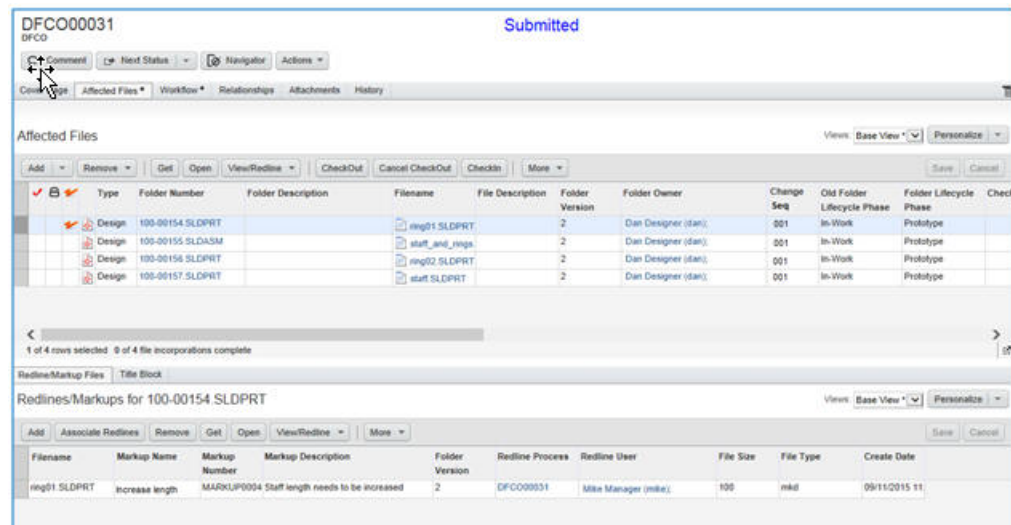 DFCO00031
Submitted
DFCO
Comment Next Status Navigator Actions
Affected Files * Workflow * Relationships Attachments History
Affected Files
Views: Base View * Personalize
Add Remove Get Open View/Redline CheckOut Cancel CheckOut CheckIn More Save Cancel
Type Folder Number Folder Description Filename File Description Folder Version Folder Owner Change Seq Old Folder Lifecycle Phase Folder Lifecycle Phase Chec
Design 100-00154.SLDPRT ring01.SLDPRT 2 Dan Designer (dan); 001 In-Work Prototype
Design 100-00155.SLDASM staff_and_rings. 2 Dan Designer (dan); 001 In-Work Prototype
Design 100-00156.SLDPRT ring02.SLDPRT 2 Dan Designer (dan); 001 In-Work Prototype
Design 100-00157.SLDPRT staff.SLDPRT 2 Dan Designer (dan); 001 In-Work Prototype
1 of 4 rows selected 0 of 4 file incorporations complete
Redline/Markup Files Title Block
Redlines/Markups for 100-00154.SLDPRT
Views: Base View * Personalize
Add Associate Redlines Remove Get Open View/Redline More Save Cancel
Filename Markup Name Markup Number Markup Description Folder Version Redline Process Redline User File Size File Type Create Date
ring01.SLDPRT Increase length MARKUP0004 Staff length needs to be increased 2 DFCO00031 Mike Manager (mike); 100 mkd 09/11/2015 11: